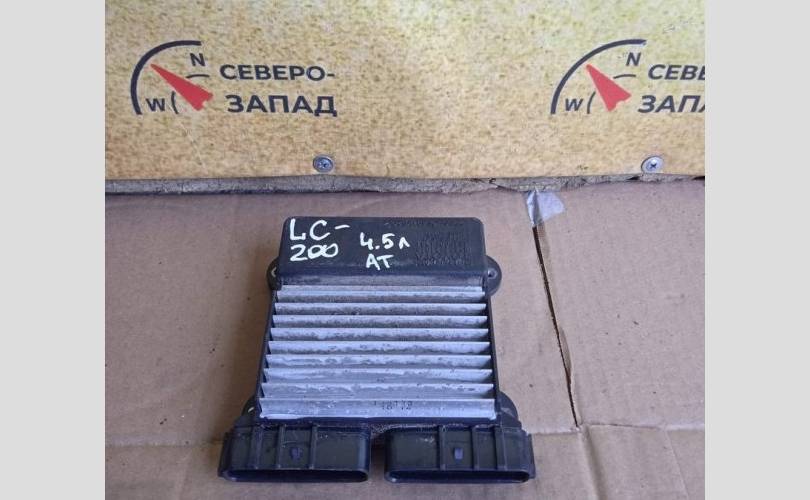 N
W
СЕВЕРО-
ЗАПАД
N
W
СЕВЕРО-
ЗАПАД
LC-
200
4.5л
AT